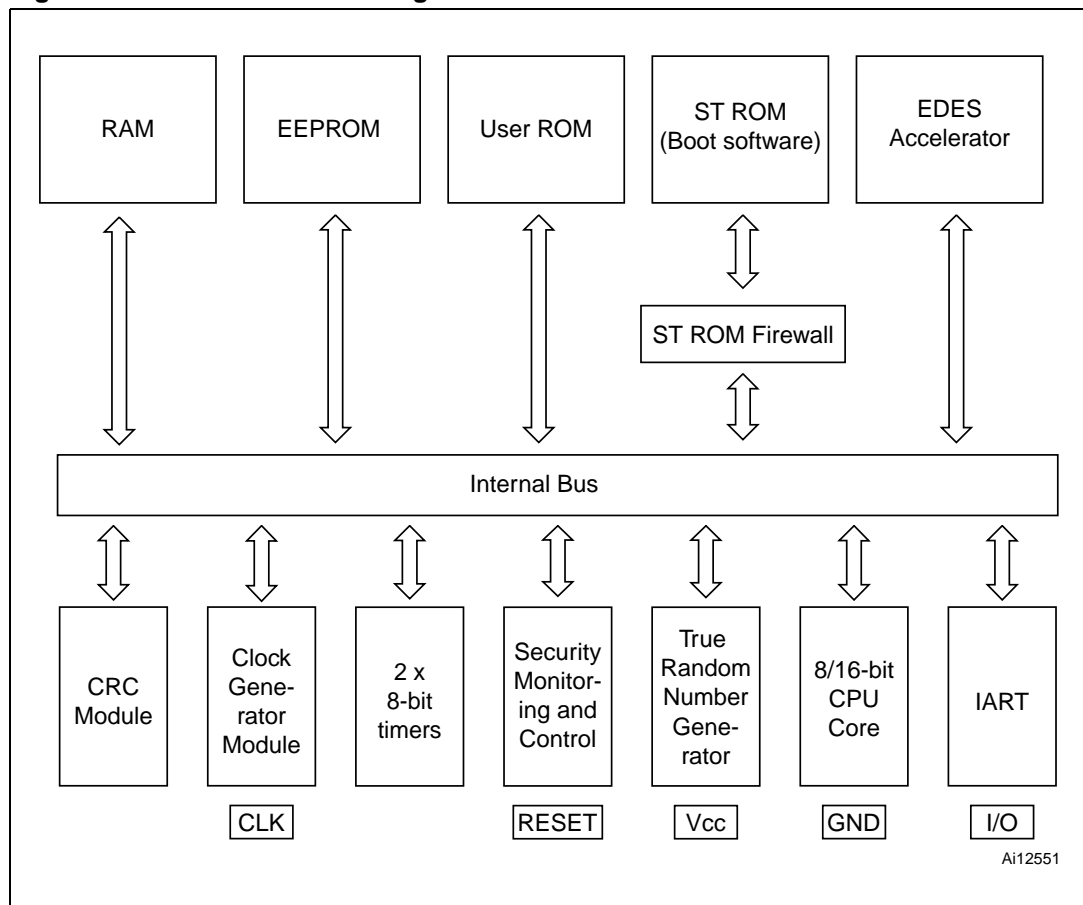 RAM
EEPROM
User ROM
ST ROM
(Boot software)
EDES
Accelerator
ST ROM Firewall
Internal Bus
CRC
Module
Clock
Gene-
rator
Module
2 x
8-bit
timers
Security
Monitor-
ing and
Control
True
Random
Number
Gene-
rator
8/16-bit
CPU
Core
IART
CLK
RESET
Vcc
GND
I/O
Ai12551